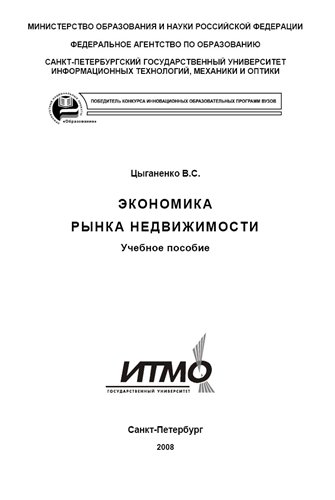 МИНИСТЕРСТВО ОБРАЗОВАНИЯ И НАУКИ РОССИЙСКОЙ ФЕДЕРАЦИИ
ФЕДЕРАЛЬНОЕ АГЕНТСТВО ПО ОБРАЗОВАНИЮ
САНКТ-ПЕТЕРБУРГСКИЙ ГОСУДАРСТВЕННЫЙ УНИВЕРСИТЕТ
ИНФОРМАЦИОННЫХ ТЕХНОЛОГИЙ, МЕХАНИКИ И ОПТИКИ
ПОБЕДИТЕЛЬ КОНКУРСА ИННОВАЦИОННЫХ ОБРАЗОВАТЕЛЬНЫХ ПРОГРАММ ВУЗОВ
«Образование»
Цыганенко В.С.
ЭКОНОМИКА
РЫНКА НЕДВИЖИМОСТИ
Учебное пособие
ИТМО
ГОСУДАРСТВЕННЫЙ УНИВЕРСИТЕТ
Санкт-Петербург
2008